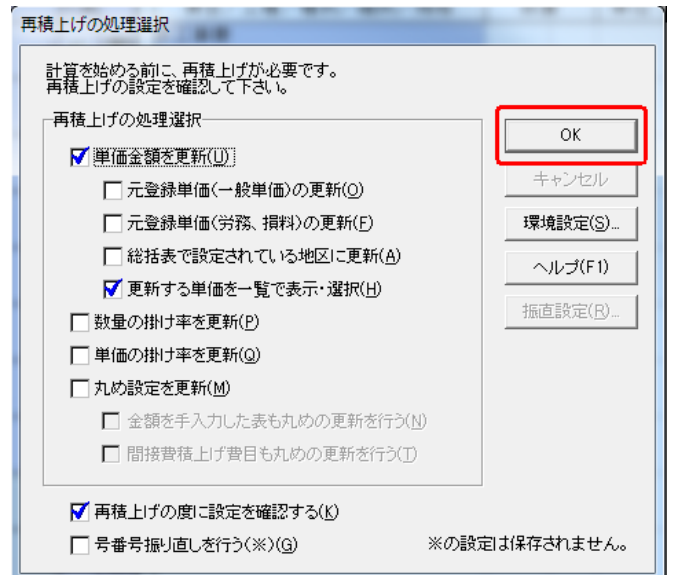 再積上げの処理選択
計算を始める前に、再積上げが必要です。
再積上げの設定を確認して下さい。
再積上げの処理選択
単価金額を更新(U)
元登録単価(一般単価)の更新(O)
元登録単価(労務、損料)の更新(F)
総括表で設定されている地区に更新(A)
更新する単価を一覧で表示・選択(H)
数量の掛け率を更新(P)
単価の掛け率を更新(Q)
丸め設定を更新(M)
金額を手入力した表も丸めの更新を行う(N)
間接費積上げ費目も丸めの更新を行う(T)
再積上げの度に設定を確認する(K)
号番号振り直しを行う(※)(G)
※の設定は保存されません。
OK
キャンセル
環境設定(S)...
ヘルプ(F1)
振直設定(R)...